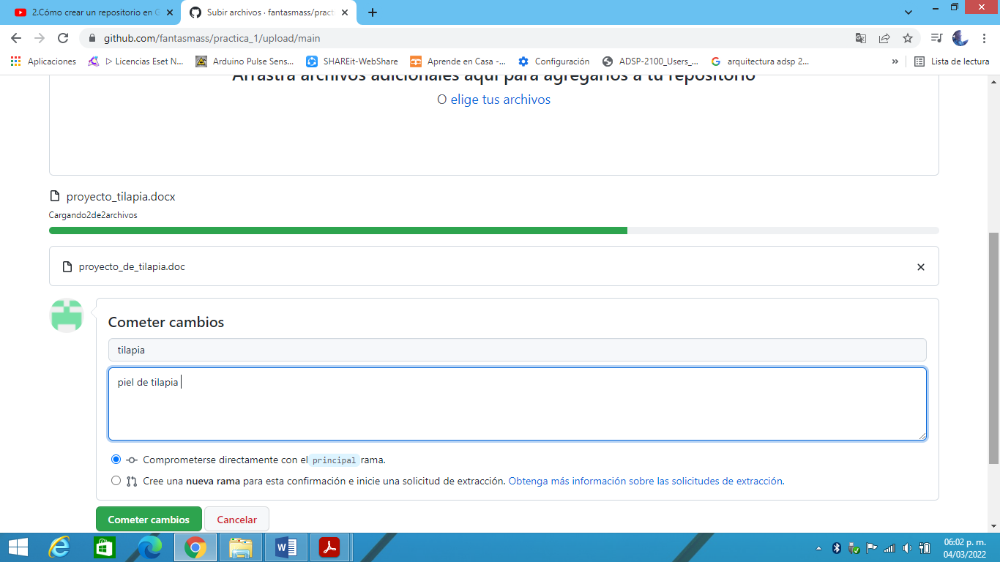 2.Cómo crear un repositorio en G
Subir archivos · fantasmass/practi
github.com/fantasmass/practica_1/upload/main
Aplicaciones
▷ Licencias Eset N...
Arduino Pulse Sens...
SHAREit-WebShare
Aprende en Casa -...
Configuración
ADSP-2100_Users_...
arquitectura adsp 2...
»
Lista de lectura
Arrastra archivos adicionales aquí para agregarlos a tu repositorio
O elige tus archivos
proyecto_tilapia.docx
Cargando2de2archivos
proyecto_de_tilapia.doc
Cometer cambios
tilapia
piel de tilapia
Comprometerse directamente con el principal rama.
Cree una nueva rama para esta confirmación e inicie una solicitud de extracción. Obtenga más información sobre las solicitudes de extracción.
Cometer cambios
Cancelar
06:02 p. m.
04/03/2022